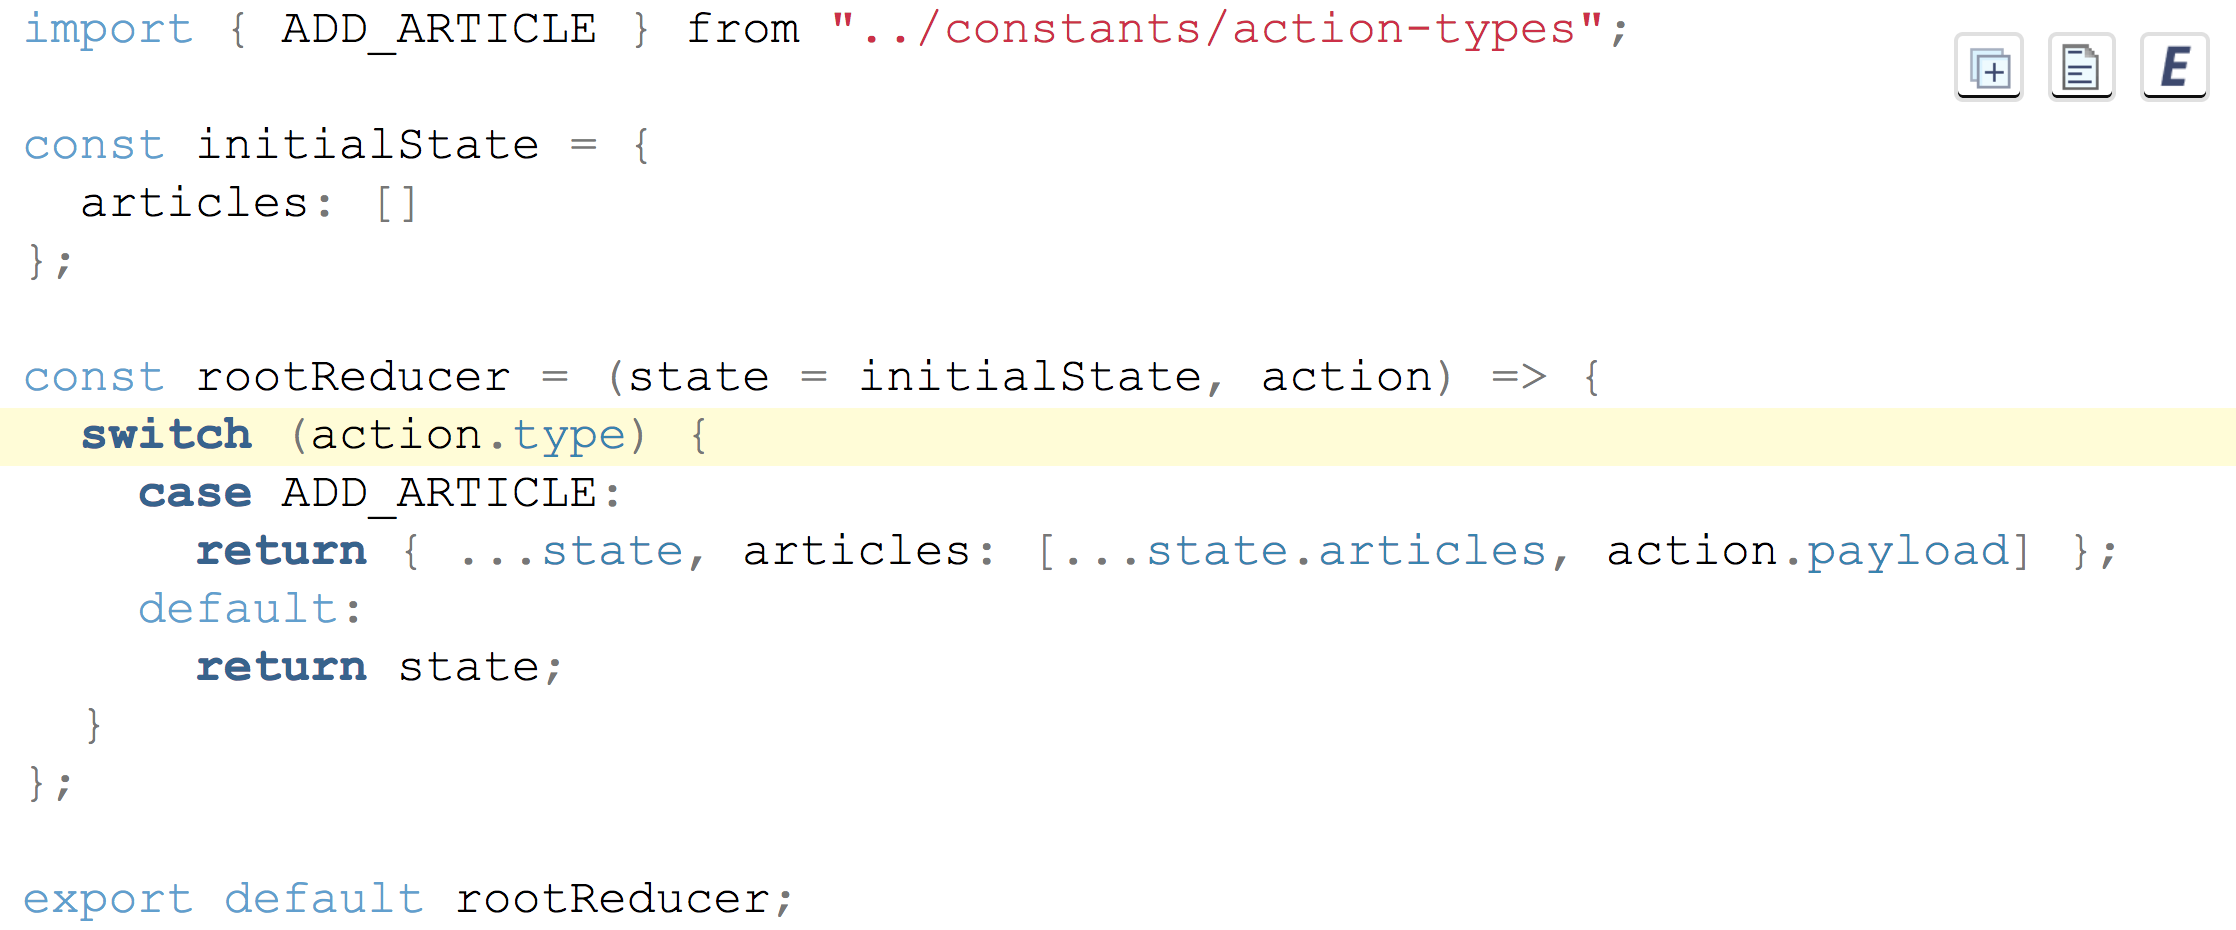 import { ADD_ARTICLE } from "../constants/action-types";
E
const initialState = {
  articles: []
};
const rootReducer = (state = initialState, action) => {
  switch (action.type) {
    case ADD_ARTICLE:
      return { ...state, articles: [...state.articles, action.payload] };
    default:
      return state;
  }
};
export default rootReducer;